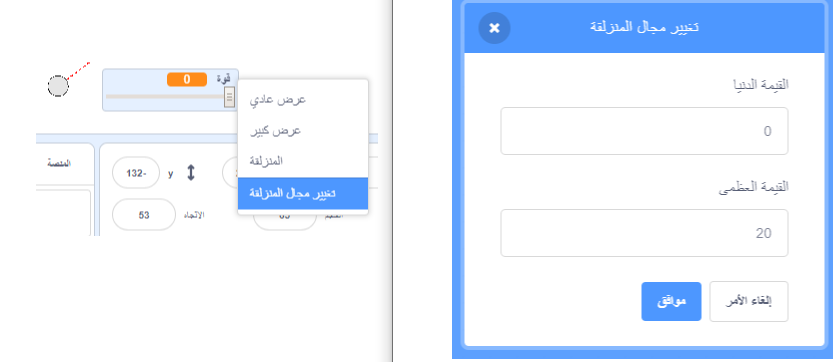 قوة
0
عرض عادي
عرض كبير
المنزلقة
تغيير مجال المنزلقة
المنصة
132-
y
53
الاتجاه
تغيير مجال المنزلقة
القيمة الدنيا
0
القيمة العظمى
20
إلغاء الأمر
موافق